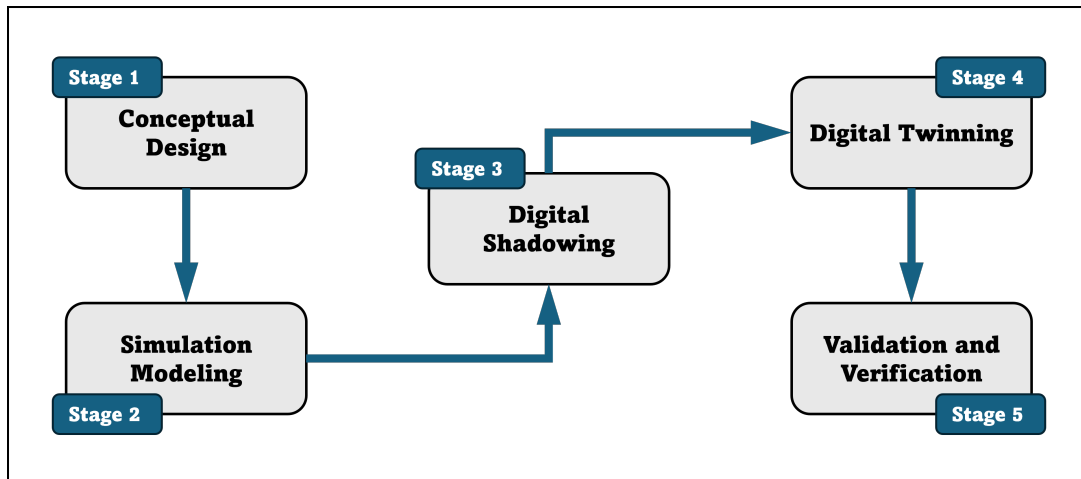 Stage 1
Conceptual
Design
Stage 2
Simulation
Modeling
Stage 3
Digital
Shadowing
Stage 4
Digital Twinning
Stage 5
Validation and
Verification